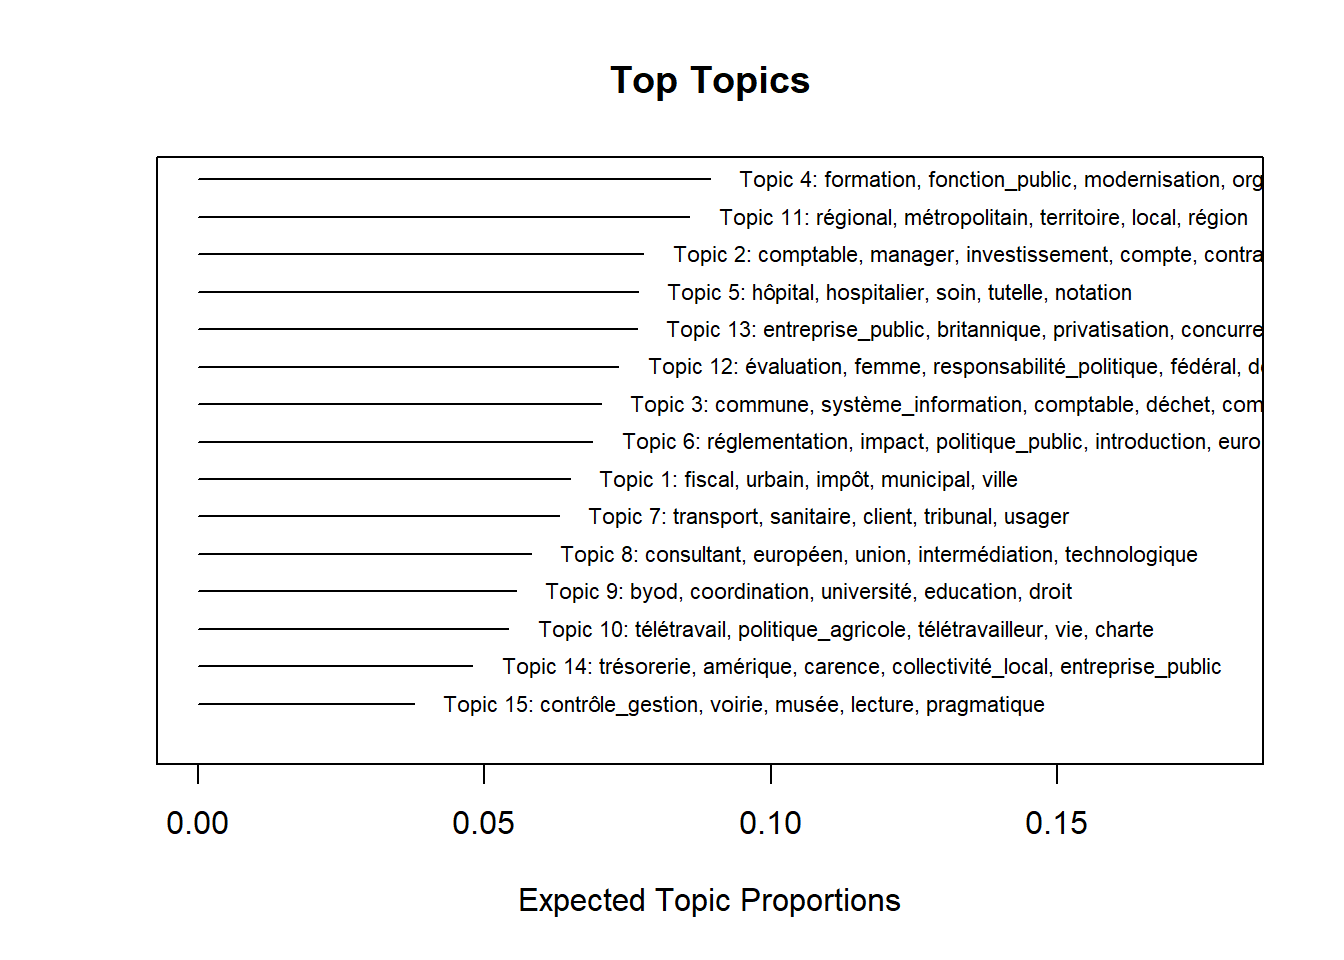 Top Topics
Topic 4: formation, fonction_public, modernisation, org
Topic 11: régional, métropolitain, territoire, local, région
Topic 2: comptable, manager, investissement, compte, contra
Topic 5: hôpital, hospitalier, soin, tutelle, notation
Topic 13: entreprise_public, britannique, privatisation, concurre
Topic 12: évaluation, femme, responsabilité_politique, fédéral, d
Topic 3: commune, système_information, comptable, déchet, com
Topic 6: réglementation, impact, politique_public, introduction, euro
Topic 1: fiscal, urbain, impôt, municipal, ville
Topic 7: transport, sanitaire, client, tribunal, usager
Topic 8: consultant, européen, union, intermédiation, technologique
Topic 9: byod, coordination, université, education, droit
Topic 10: télétravail, politique_agricole, télétravailleur, vie, charte
Topic 14: trésorerie, amérique, carence, collectivité_local, entreprise_public
Topic 15: contrôle_gestion, voirie, musée, lecture, pragmatique
0.00 0.05 0.10 0.15
Expected Topic Proportions